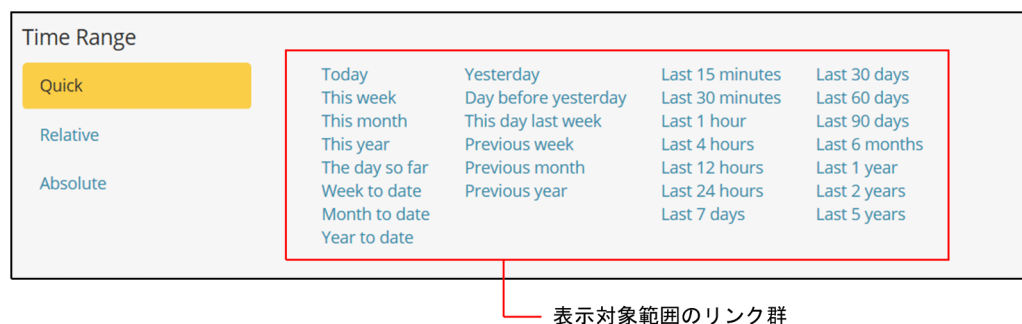 Time Range
Quick
Relative
Absolute
Today
This week
This month
This year
The day so far
Week to date
Month to date
Year to date
Yesterday
Day before yesterday
This day last week
Previous week
Previous month
Previous year
Last 15 minutes
Last 30 minutes
Last 1 hour
Last 4 hours
Last 12 hours
Last 24 hours
Last 7 days
Last 30 days
Last 60 days
Last 90 days
Last 6 months
Last 1 year
Last 2 years
Last 5 years
表示対象範囲のリンク群